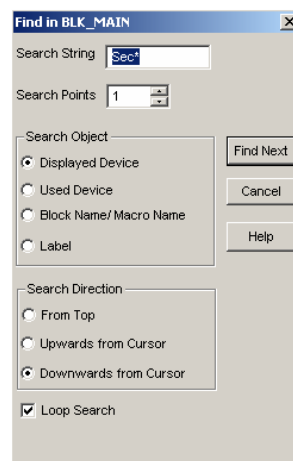 Find in BLK_MAIN
Search String Sec*
Search Points 1
Search Object
Displayed Device
Used Device
Block Name/ Macro Name
Label
Find Next
Cancel
Help
Search Direction
From Top
Upwards from Cursor
Downwards from Cursor
Loop Search